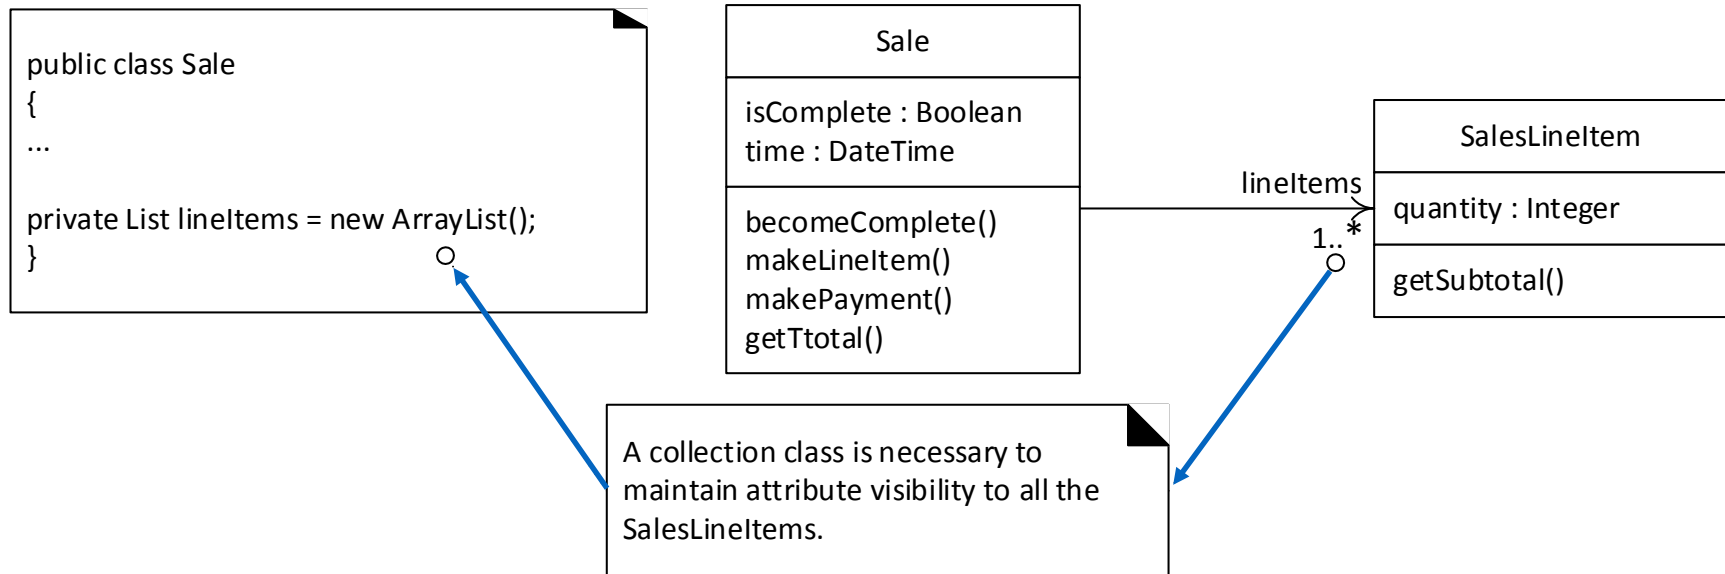 public class Sale
{
...
private List lineItems = new ArrayList();
}
Sale
isComplete : Boolean
time : DateTime
becomeComplete()
makeLineItem()
makePayment()
getTtotal()
lineItems
1..*
SalesLineItem
quantity : Integer
getSubtotal()
A collection class is necessary to
maintain attribute visibility to all the
SalesLineItems.